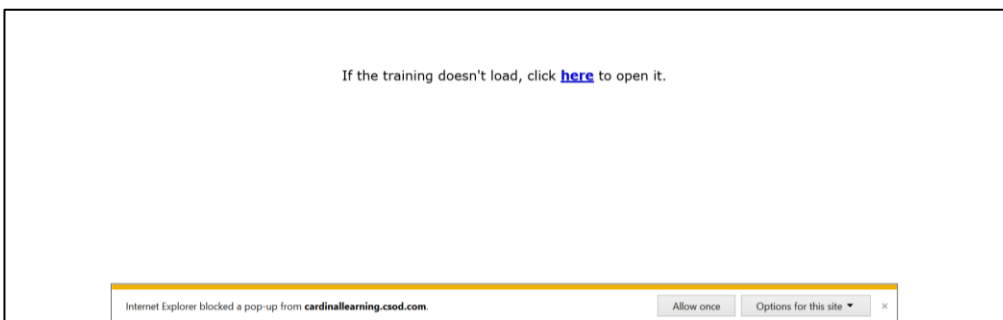 If the training doesn't load, click here to open it.
Internet Explorer blocked a pop-up from cardinallearning.csod.com. Allow once Options for this site ▼ ×